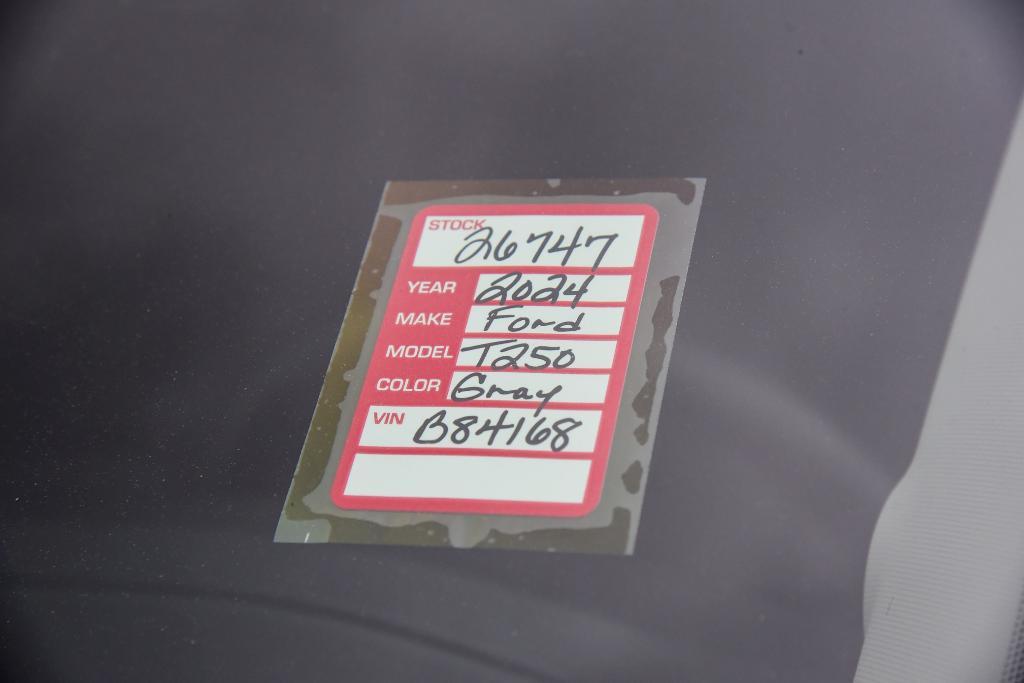 STOCK 26747
YEAR 2024
MAKE Ford
MODEL T250
COLOR Gray
VIN B84168